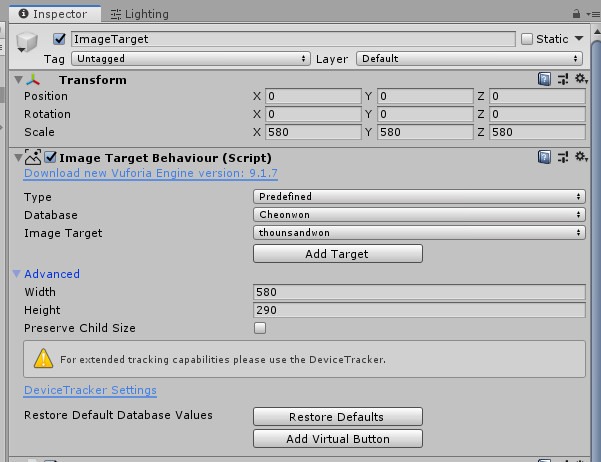 Inspector Lighting
ImageTarget Static
Tag Untagged Layer Default
Transform
Position X 0 Y 0 Z 0
Rotation X 0 Y 0 Z 0
Scale X 580 Y 580 Z 580
Image Target Behaviour (Script)
Download new Vuforia Engine version: 9.1.7
Type Predefined
Database Cheonwon
Image Target thounsandwon
Add Target
Advanced
Width 580
Height 290
Preserve Child Size
For extended tracking capabilities please use the DeviceTracker.
DeviceTracker Settings
Restore Default Database Values Restore Defaults
Add Virtual Button